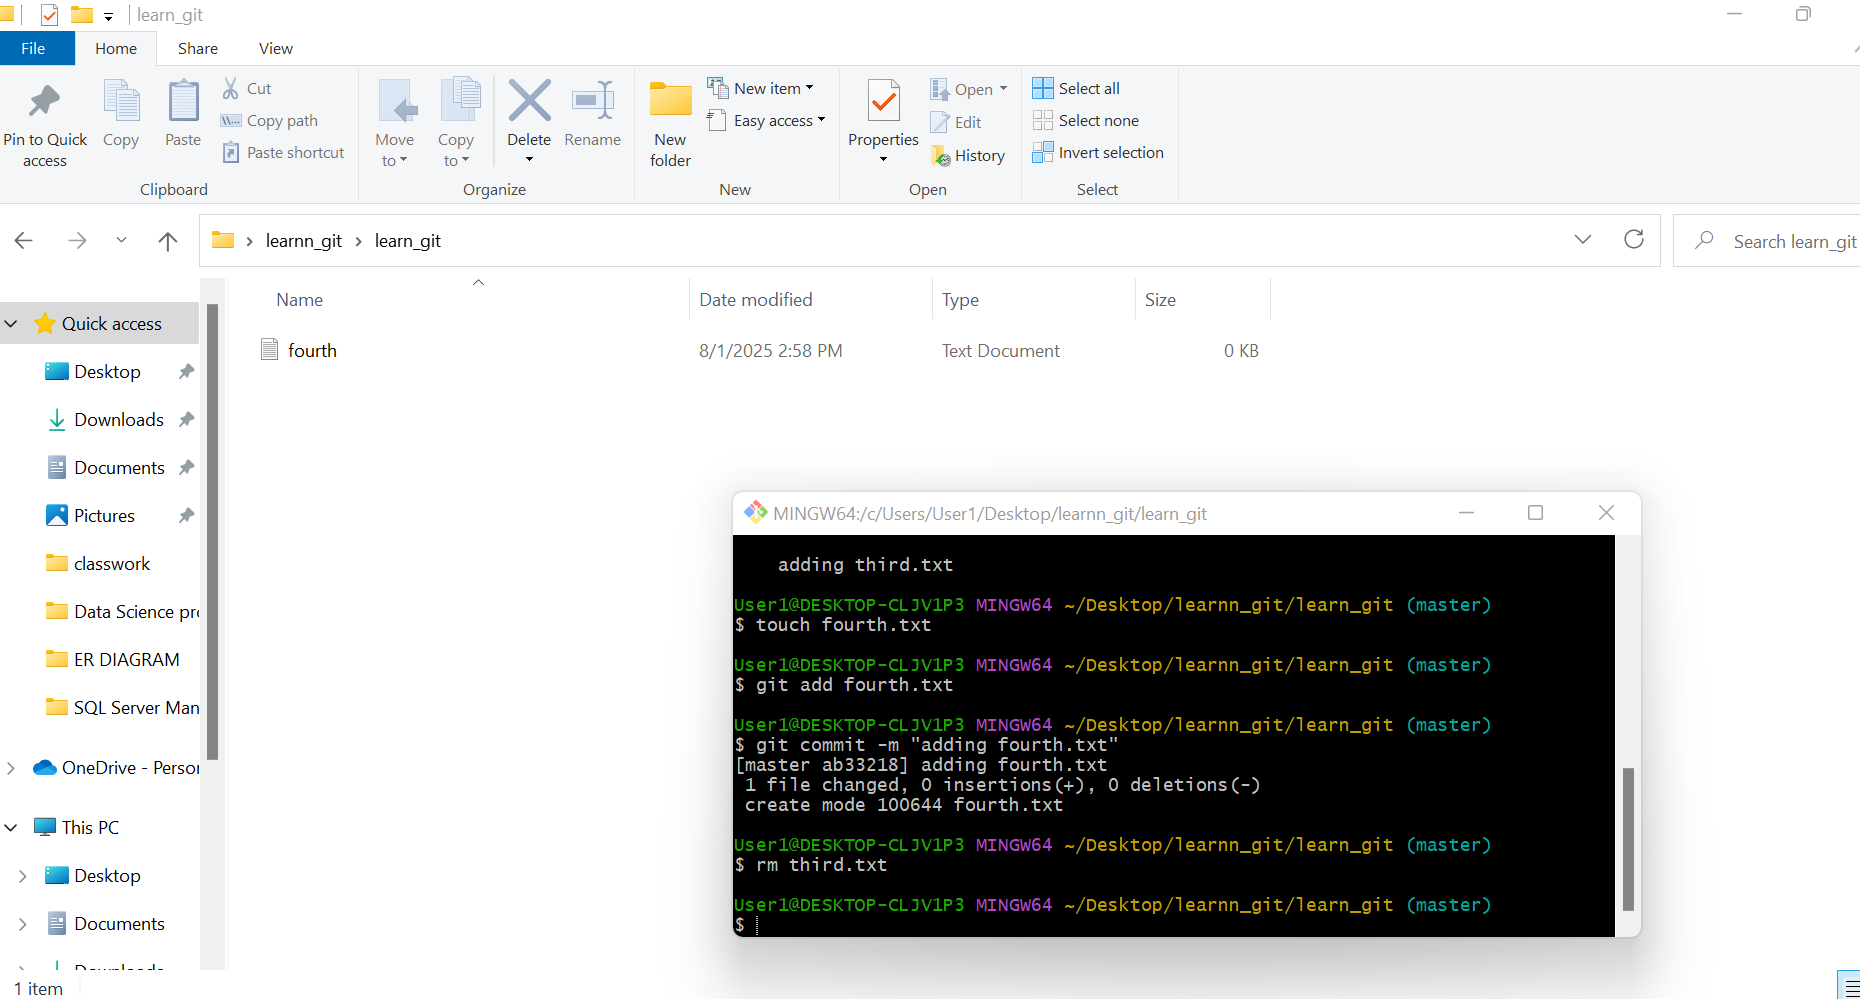 learn_git
File
Home
Share
View
Pin to Quick access
Copy
Paste
Cut
Copy path
Paste shortcut
Clipboard
Move to
Copy to
Delete
Rename
Organize
New folder
New item
Easy access
New
Properties
Open
Edit
History
Open
Select all
Select none
Invert selection
Select
learnn_git > learn_git
Search learn_git
Name
Date modified
Type
Size
fourth
8/1/2025 2:58 PM
Text Document
0 KB
Quick access
Desktop
Downloads
Documents
Pictures
classwork
Data Science pr
ER DIAGRAM
SQL Server Man
OneDrive - Person
This PC
Desktop
Documents
Downloads
1 item
MINGW64:/c/Users/User1/Desktop/learnn_git/learn_git
adding third.txt
User1@DESKTOP-CLJV1P3 MINGW64 ~/Desktop/learnn_git/learn_git (master)
$ touch fourth.txt
User1@DESKTOP-CLJV1P3 MINGW64 ~/Desktop/learnn_git/learn_git (master)
$ git add fourth.txt
User1@DESKTOP-CLJV1P3 MINGW64 ~/Desktop/learnn_git/learn_git (master)
$ git commit -m "adding fourth.txt"
[master ab33218] adding fourth.txt
1 file changed, 0 insertions(+), 0 deletions(-)
create mode 100644 fourth.txt
User1@DESKTOP-CLJV1P3 MINGW64 ~/Desktop/learnn_git/learn_git (master)
$ rm third.txt
User1@DESKTOP-CLJV1P3 MINGW64 ~/Desktop/learnn_git/learn_git (master)
$